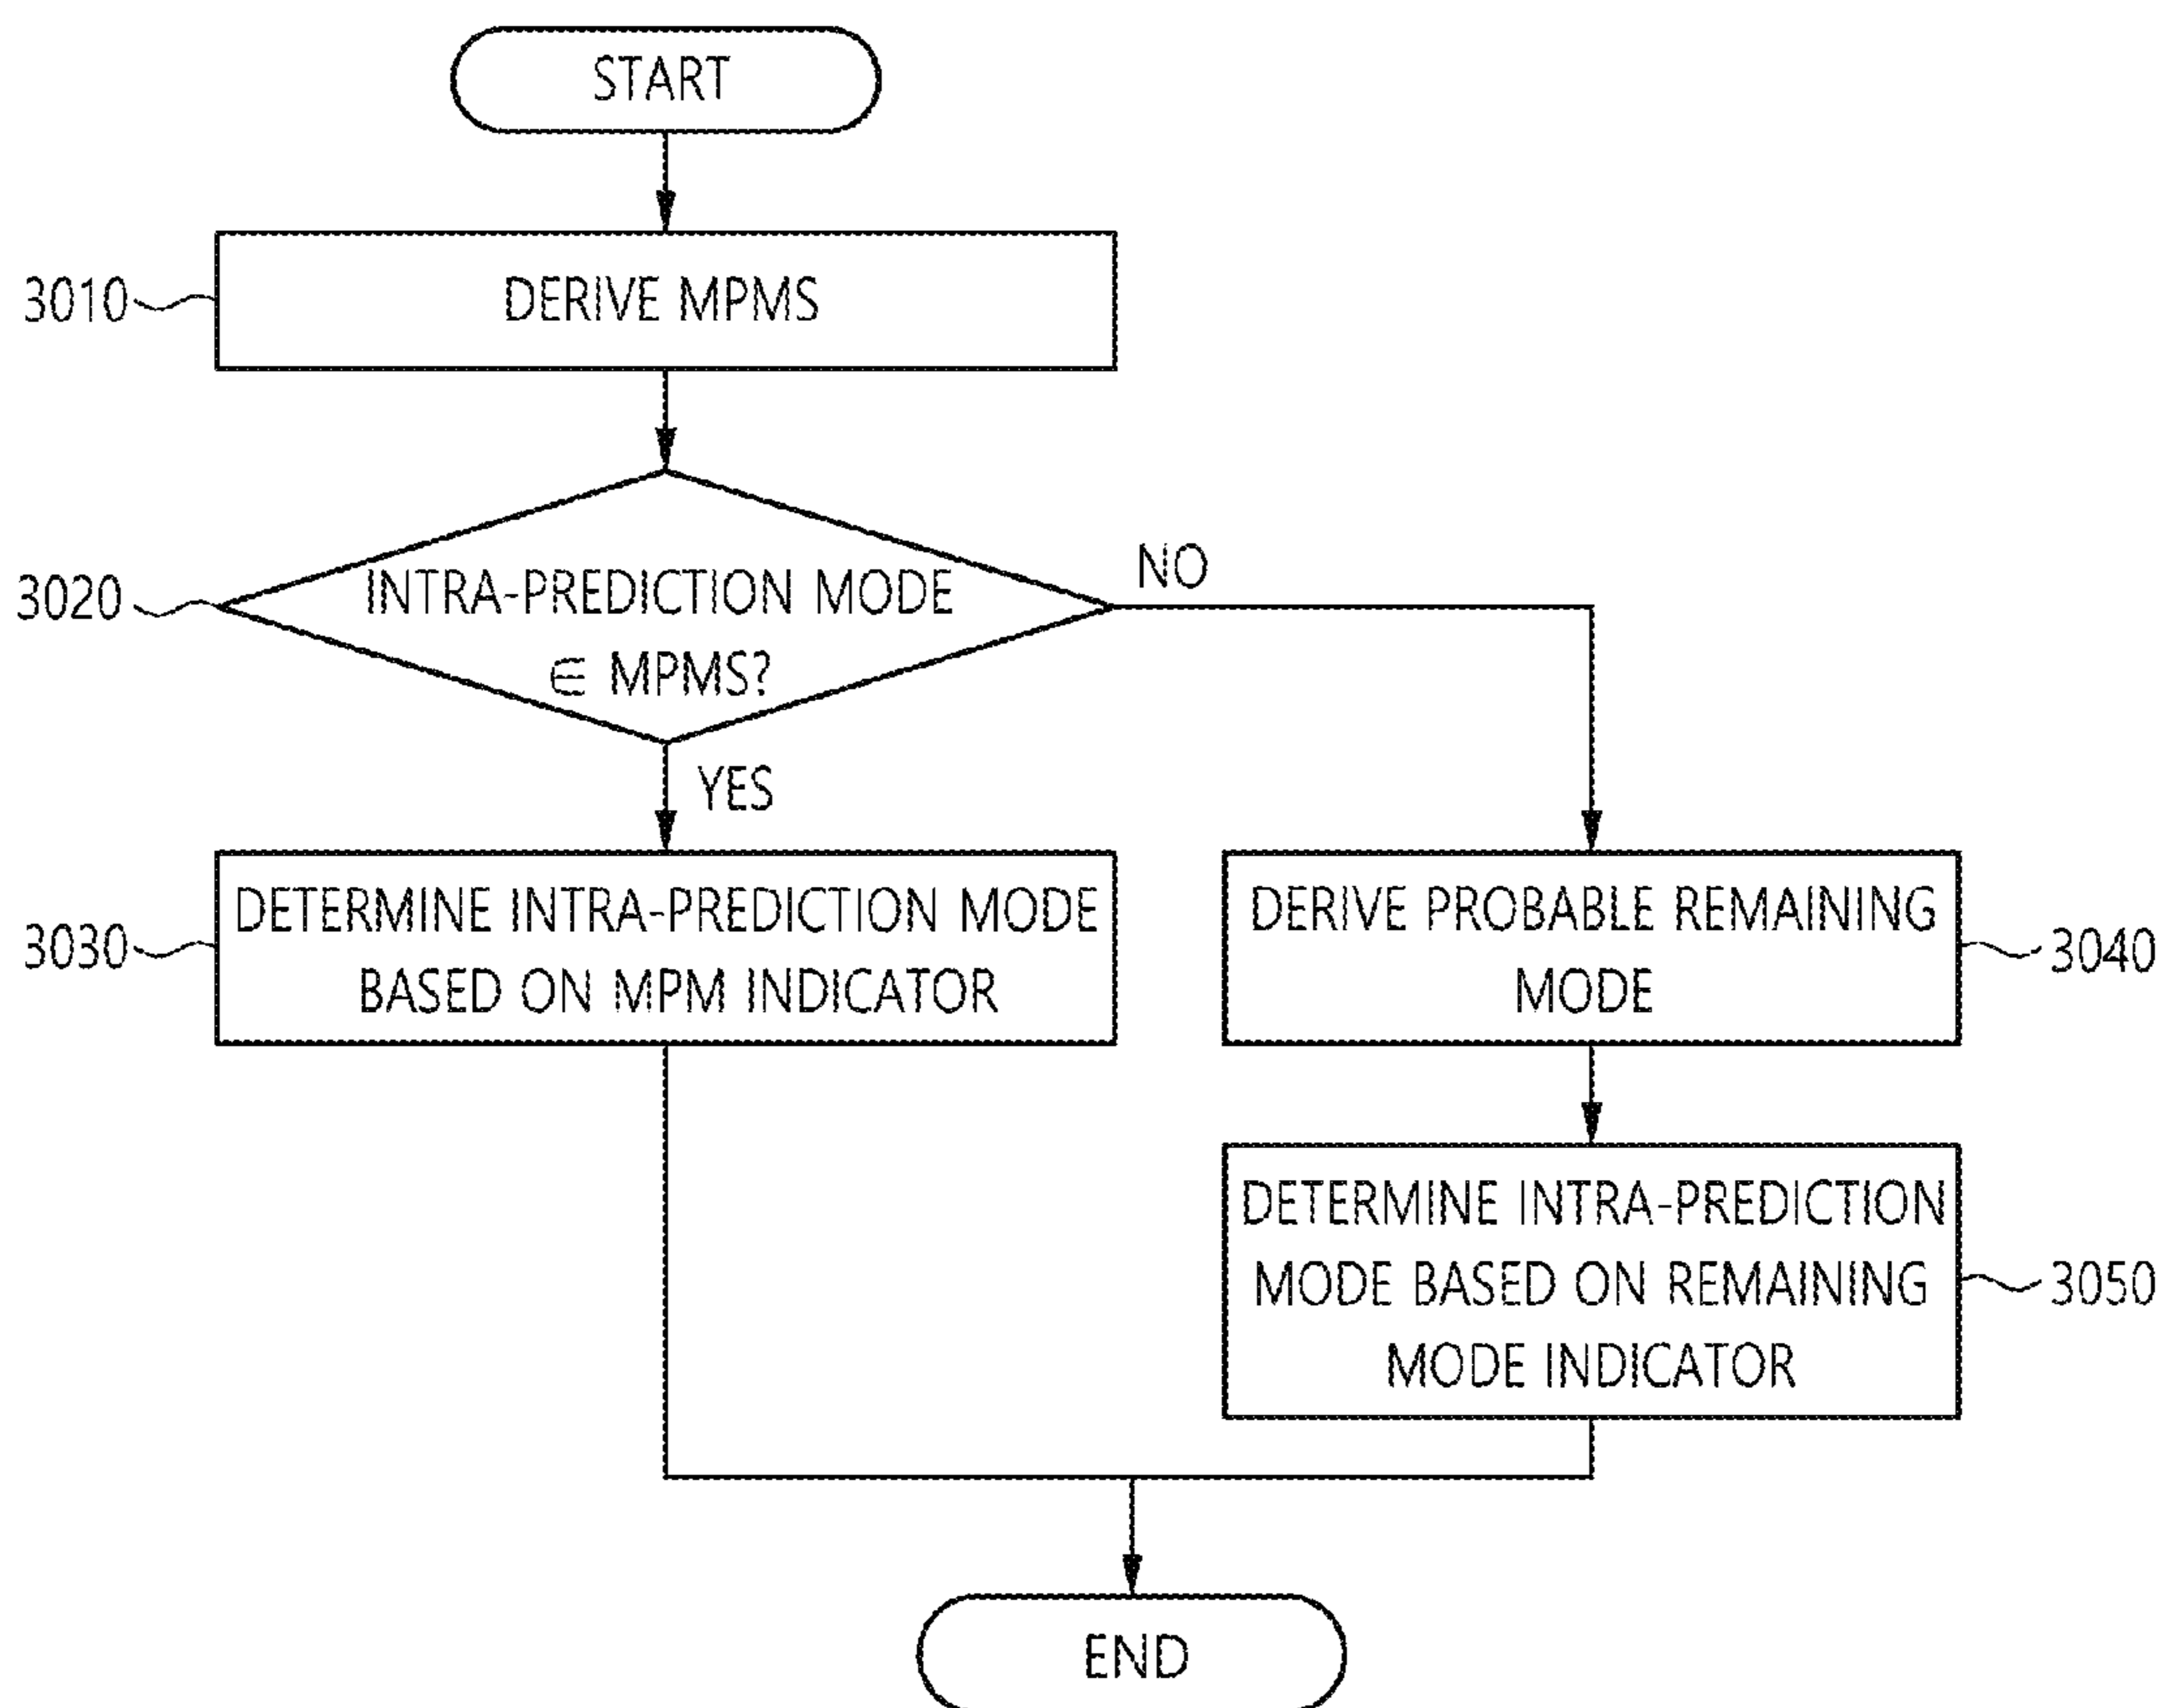 START
3010
DERIVE MPMS
3020
INTRA-PREDICTION MODE
∈ MPMS?
NO
YES
3030
DETERMINE INTRA-PREDICTION MODE
BASED ON MPM INDICATOR
DERIVE PROBABLE REMAINING
MODE
3040
DETERMINE INTRA-PREDICTION
MODE BASED ON REMAINING
MODE INDICATOR
3050
END